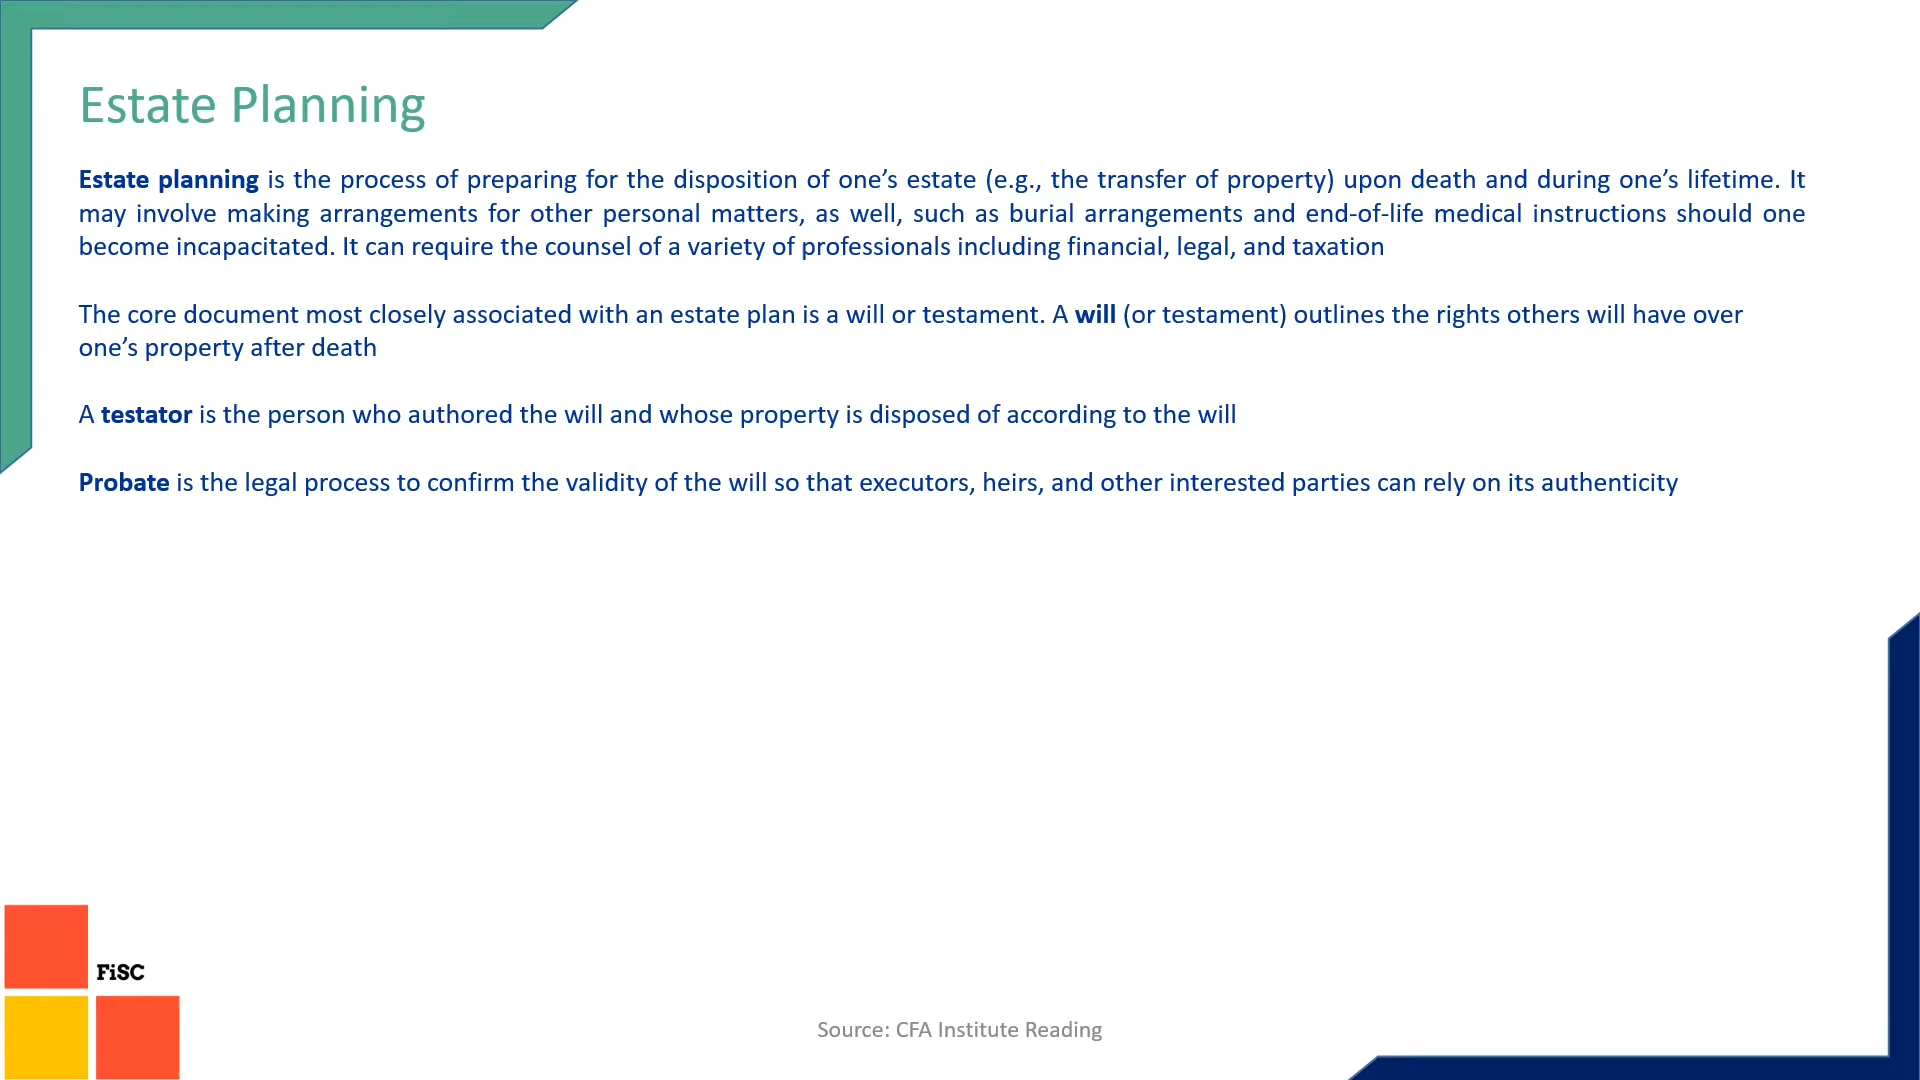 Estate Planning
Estate planning is the process of preparing for the disposition of one’s estate (e.g., the transfer of property) upon death and during one’s lifetime. It
may involve making arrangements for other personal matters, as well, such as burial arrangements and end-of-life medical instructions should one
become incapacitated. It can require the counsel of a variety of professionals including financial, legal, and taxation
The core document most closely associated with an estate plan is a will or testament. A will (or testament) outlines the rights others will have over
one’s property after death
A testator is the person who authored the will and whose property is disposed of according to the will
Probate is the legal process to confirm the validity of the will so that executors, heirs, and other interested parties can rely on its authenticity
FiSC
Source: CFA Institute Reading